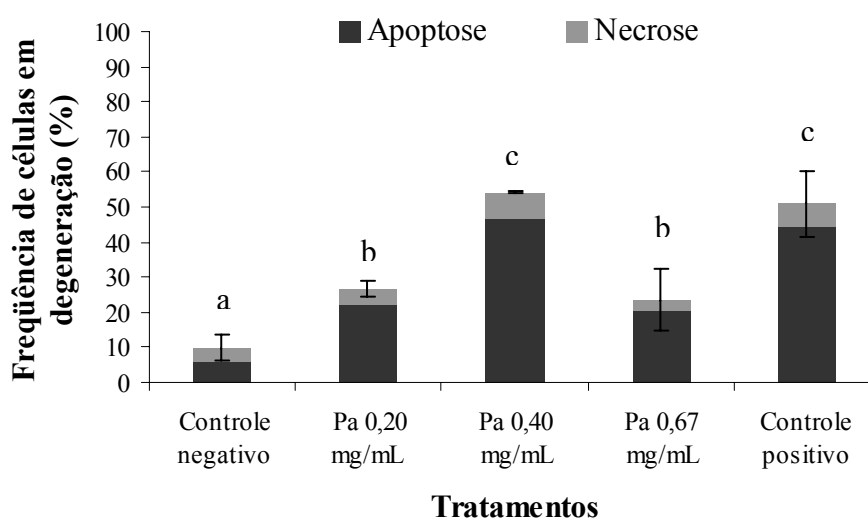 Apoptose
Necrose
Freqüência de células em
degeneração (%)
100
90
80
70
60
50
40
30
20
10
0
a
b
c
b
c
Controle
negativo
Pa 0,20
mg/mL
Pa 0,40
mg/mL
Pa 0,67
mg/mL
Controle
positivo
Tratamentos